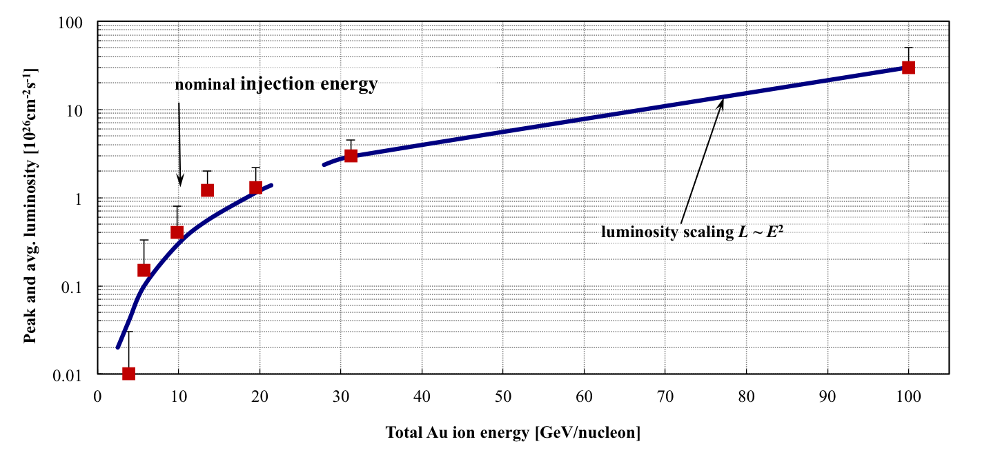 100
10
1
0.1
0.01
Peak and avg. luminosity [10²⁶cm⁻²s⁻¹]
nominal injection energy
luminosity scaling L ~ E²
0 10 20 30 40 50 60 70 80 90 100
Total Au ion energy [GeV/nucleon]